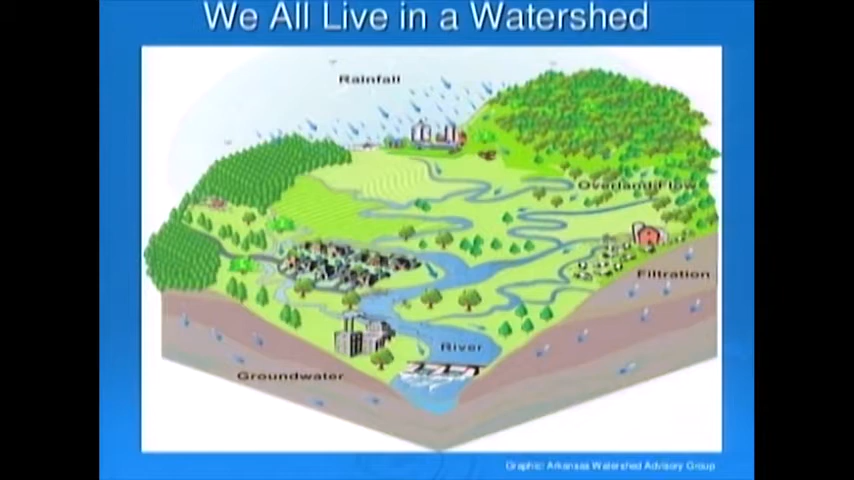 We All Live in a Watershed
Rainfall
Overland Flow
Filtration
River
Groundwater
Graphic: Arkansas Watershed Advisory Group